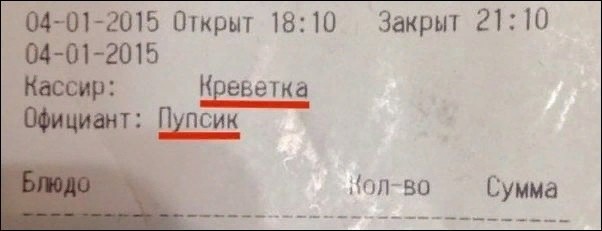 04-01-2015 Открыт 18:10 Закрыт 21:10
04-01-2015
Кассир: Креветка
Официант: Пупсик
Блюдо Кол-во Сумма